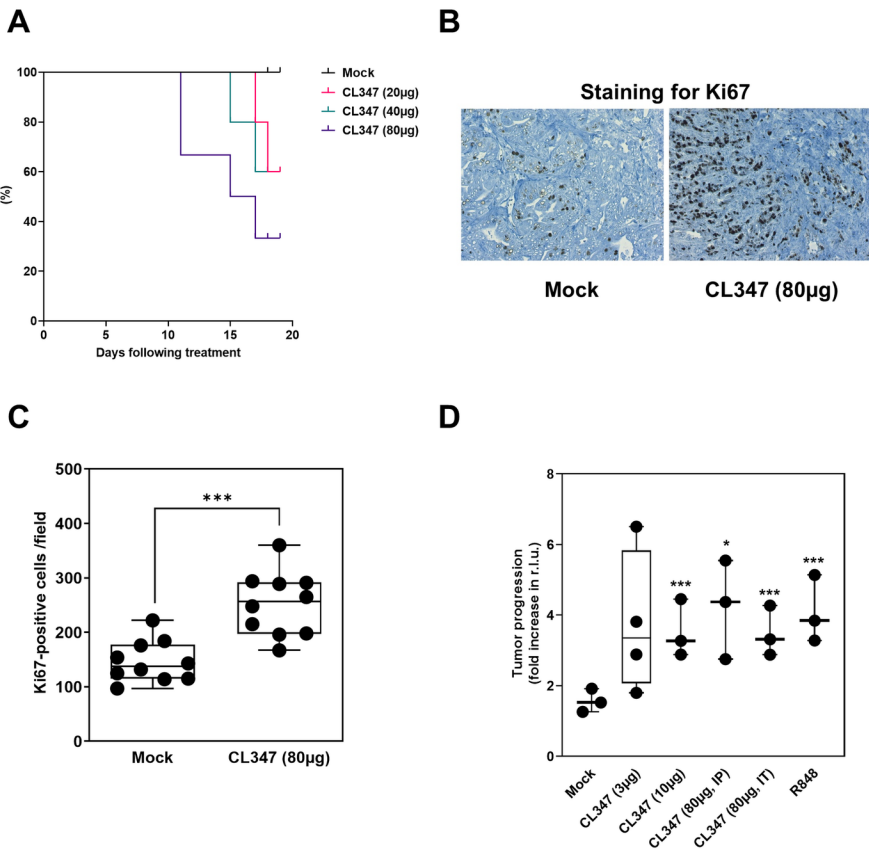 A
Mock
CL347 (20µg)
CL347 (40µg)
CL347 (80µg)
100
80
60
40
20
0
(%)
0 5 10 15 20
Days following treatment
B
Staining for Ki67
Mock CL347 (80µg)
C
500
400
300
200
100
0
Ki67-positive cells /field
***
Mock CL347 (80µg)
D
8
6
4
2
0
Tumor progression
(fold increase in r.l.u.)
*** * *** ***
Mock
CL347 (3µg)
CL347 (10µg)
CL347 (80µg, IP)
CL347 (80µg, IT)
R848